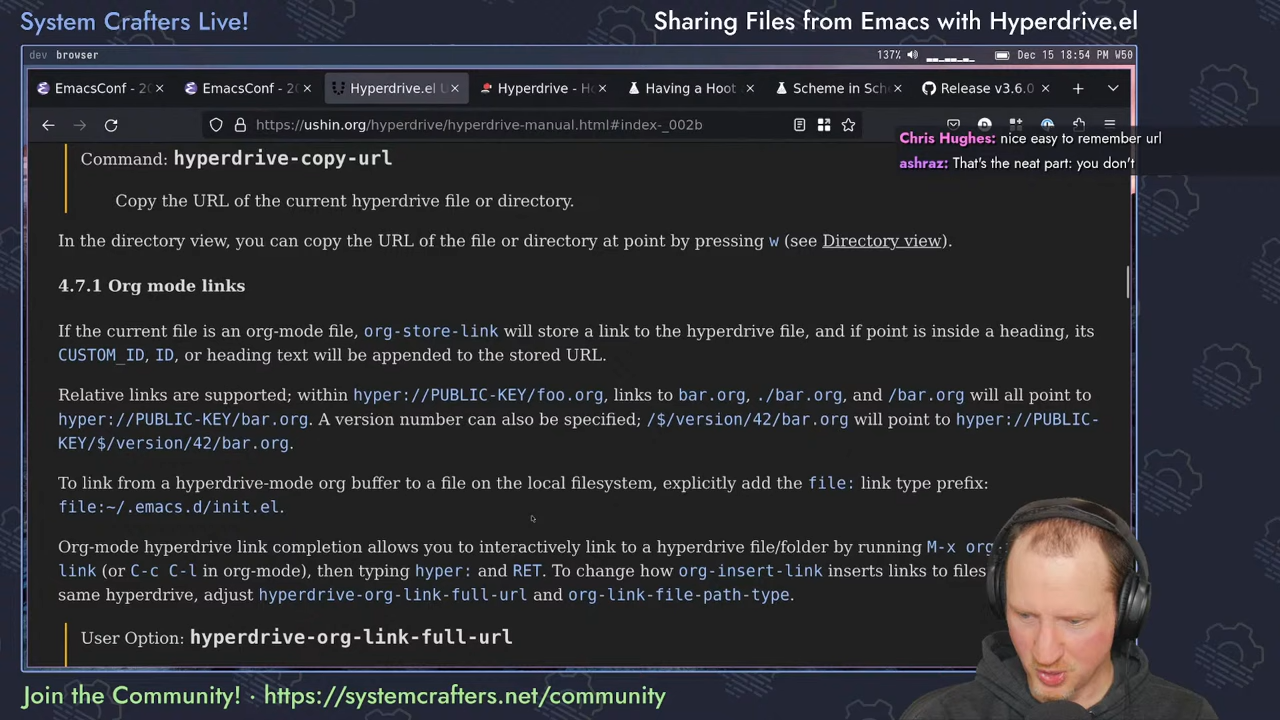 System Crafters Live!
Sharing Files from Emacs with Hyperdrive.el
dev browser
137%
Dec 15 18:54 PM W50
EmacsConf - 20
EmacsConf - 20
Hyperdrive.el U
Hyperdrive - Ho
Having a Hoot
Scheme in Sch
Release v3.6.0
https://ushin.org/hyperdrive/hyperdrive-manual.html#index-_002b
Chris Hughes: nice easy to remember url
ashraz: That's the neat part: you don't
Command: hyperdrive-copy-url
Copy the URL of the current hyperdrive file or directory.
In the directory view, you can copy the URL of the file or directory at point by pressing w (see Directory view).
4.7.1 Org mode links
If the current file is an org-mode file, org-store-link will store a link to the hyperdrive file, and if point is inside a heading, its
CUSTOM_ID, ID, or heading text will be appended to the stored URL.
Relative links are supported; within hyper://PUBLIC-KEY/foo.org, links to bar.org, ./bar.org, and /bar.org will all point to
hyper://PUBLIC-KEY/bar.org. A version number can also be specified; /$/version/42/bar.org will point to hyper://PUBLIC-
KEY/$/version/42/bar.org.
To link from a hyperdrive-mode org buffer to a file on the local filesystem, explicitly add the file: link type prefix:
file:~/.emacs.d/init.el.
Org-mode hyperdrive link completion allows you to interactively link to a hyperdrive file/folder by running M-x org-
link (or C-c C-l in org-mode), then typing hyper: and RET. To change how org-insert-link inserts links to files
same hyperdrive, adjust hyperdrive-org-link-full-url and org-link-file-path-type.
User Option: hyperdrive-org-link-full-url
Join the Community! · https://systemcrafters.net/community